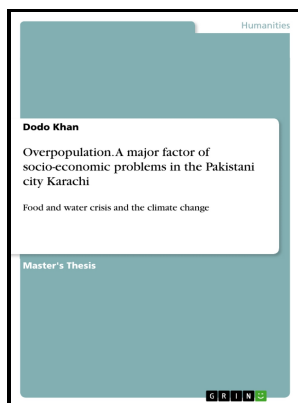 Humanities
Dodo Khan
Overpopulation. A major factor of
socio-economic problems in the Pakistani
city Karachi
Food and water crisis and the climate change
Master's Thesis
GRIN